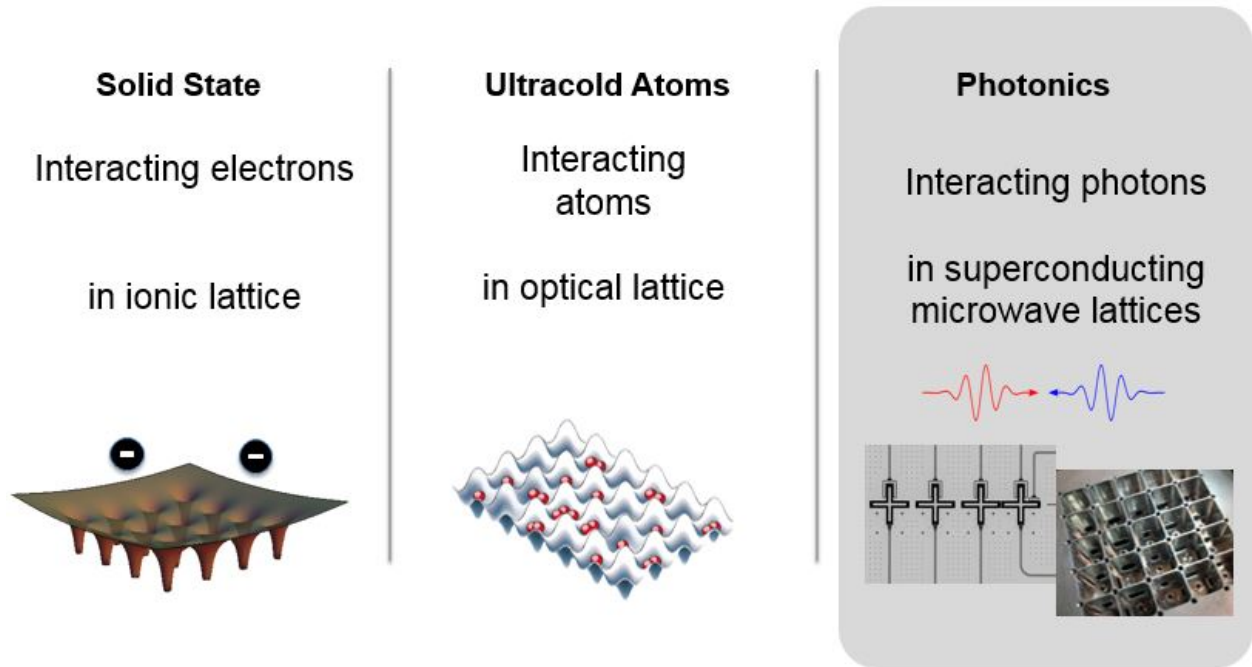 Solid State
Interacting electrons
in ionic lattice
Ultracold Atoms
Interacting
atoms
in optical lattice
Photonics
Interacting photons
in superconducting
microwave lattices